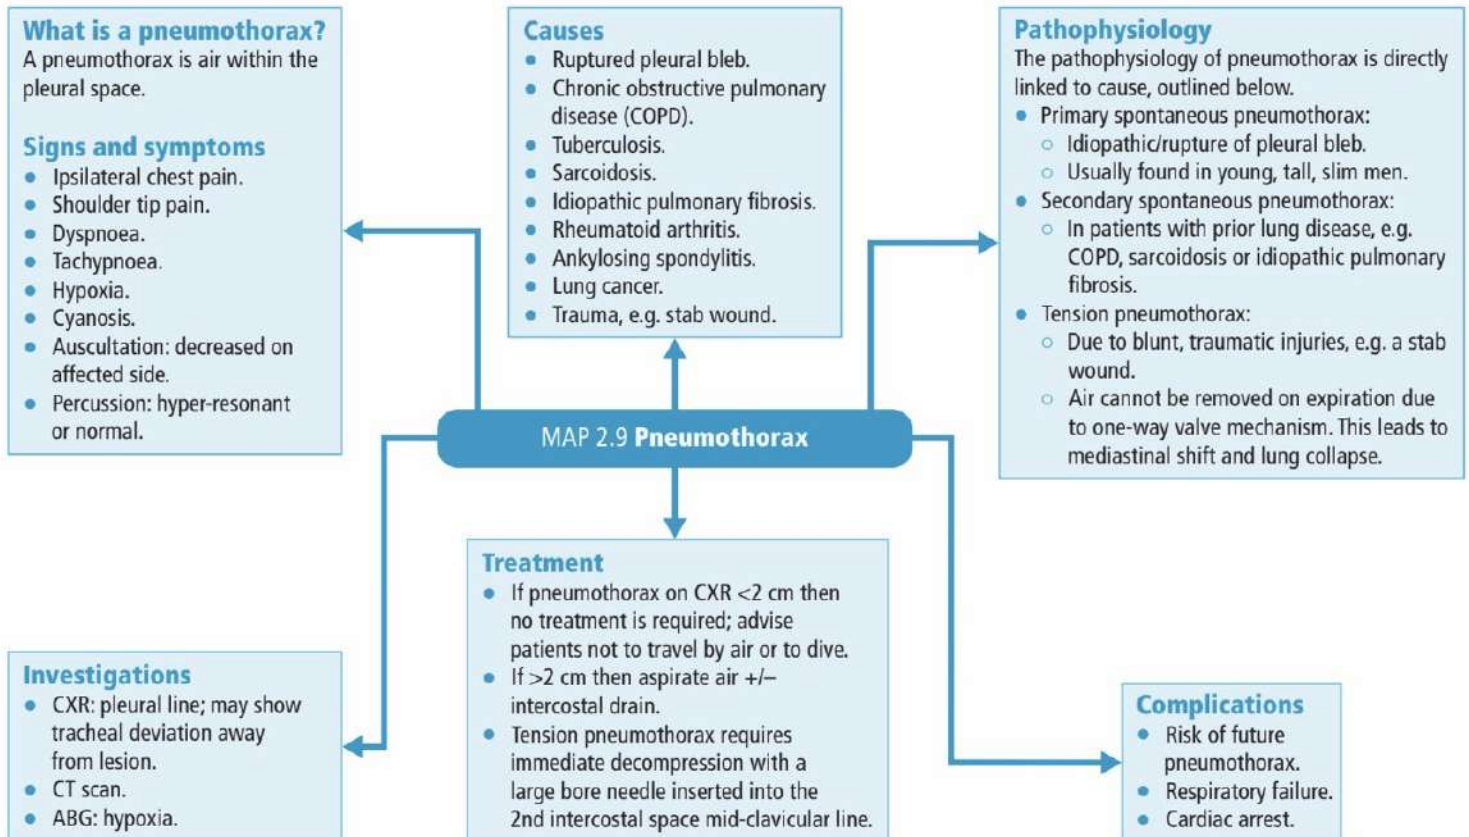 What is a pneumothorax?
A pneumothorax is air within the
pleural space.
Signs and symptoms
• Ipsilateral chest pain.
• Shoulder tip pain.
• Dyspnoea.
• Tachypnoea.
• Hypoxia.
• Cyanosis.
• Auscultation: decreased on
affected side.
• Percussion: hyper-resonant
or normal.
Causes
• Ruptured pleural bleb.
• Chronic obstructive pulmonary
disease (COPD).
• Tuberculosis.
• Sarcoidosis.
• Idiopathic pulmonary fibrosis.
• Rheumatoid arthritis.
• Ankylosing spondylitis.
• Lung cancer.
• Trauma, e.g. stab wound.
Pathophysiology
The pathophysiology of pneumothorax is directly
linked to cause, outlined below.
• Primary spontaneous pneumothorax:
○ Idiopathic/rupture of pleural bleb.
○ Usually found in young, tall, slim men.
• Secondary spontaneous pneumothorax:
○ In patients with prior lung disease, e.g.
COPD, sarcoidosis or idiopathic pulmonary
fibrosis.
• Tension pneumothorax:
○ Due to blunt, traumatic injuries, e.g. a stab
wound.
○ Air cannot be removed on expiration due
to one-way valve mechanism. This leads to
mediastinal shift and lung collapse.
MAP 2.9 Pneumothorax
Investigations
• CXR: pleural line; may show
tracheal deviation away
from lesion.
• CT scan.
• ABG: hypoxia.
Treatment
• If pneumothorax on CXR <2 cm then
no treatment is required; advise
patients not to travel by air or to dive.
• If >2 cm then aspirate air +/–
intercostal drain.
• Tension pneumothorax requires
immediate decompression with a
large bore needle inserted into the
2nd intercostal space mid-clavicular line.
Complications
• Risk of future
pneumothorax.
• Respiratory failure.
• Cardiac arrest.